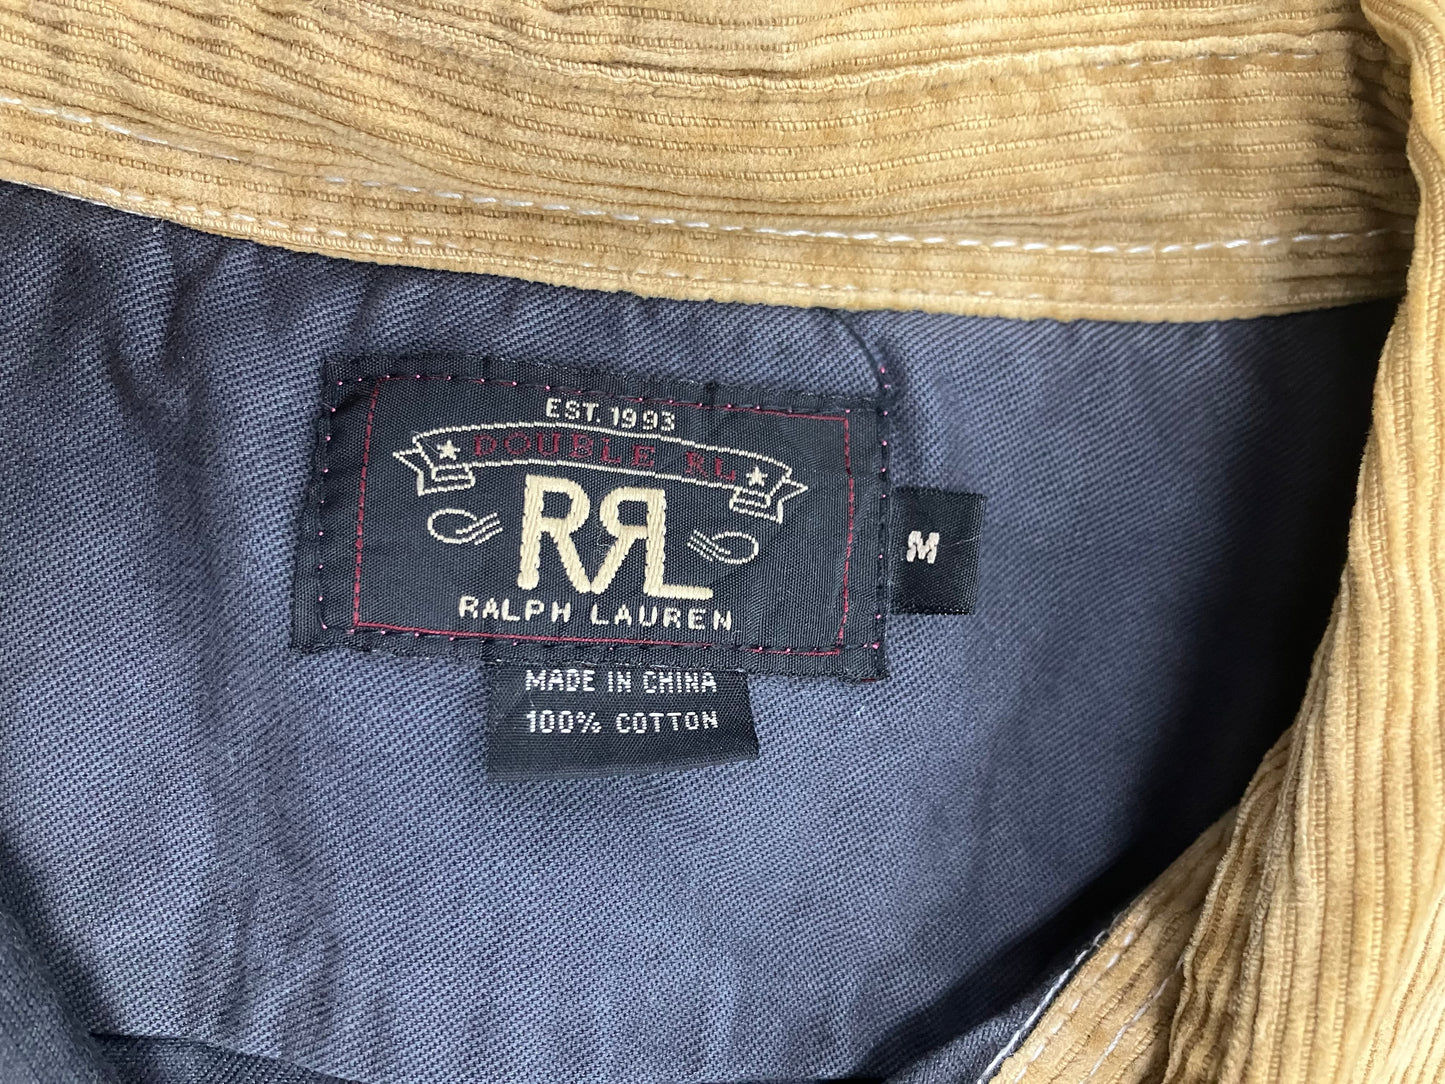 EST. 1993
DOUBLE RL
RRL
RALPH LAUREN
M
MADE IN CHINA
100% COTTON